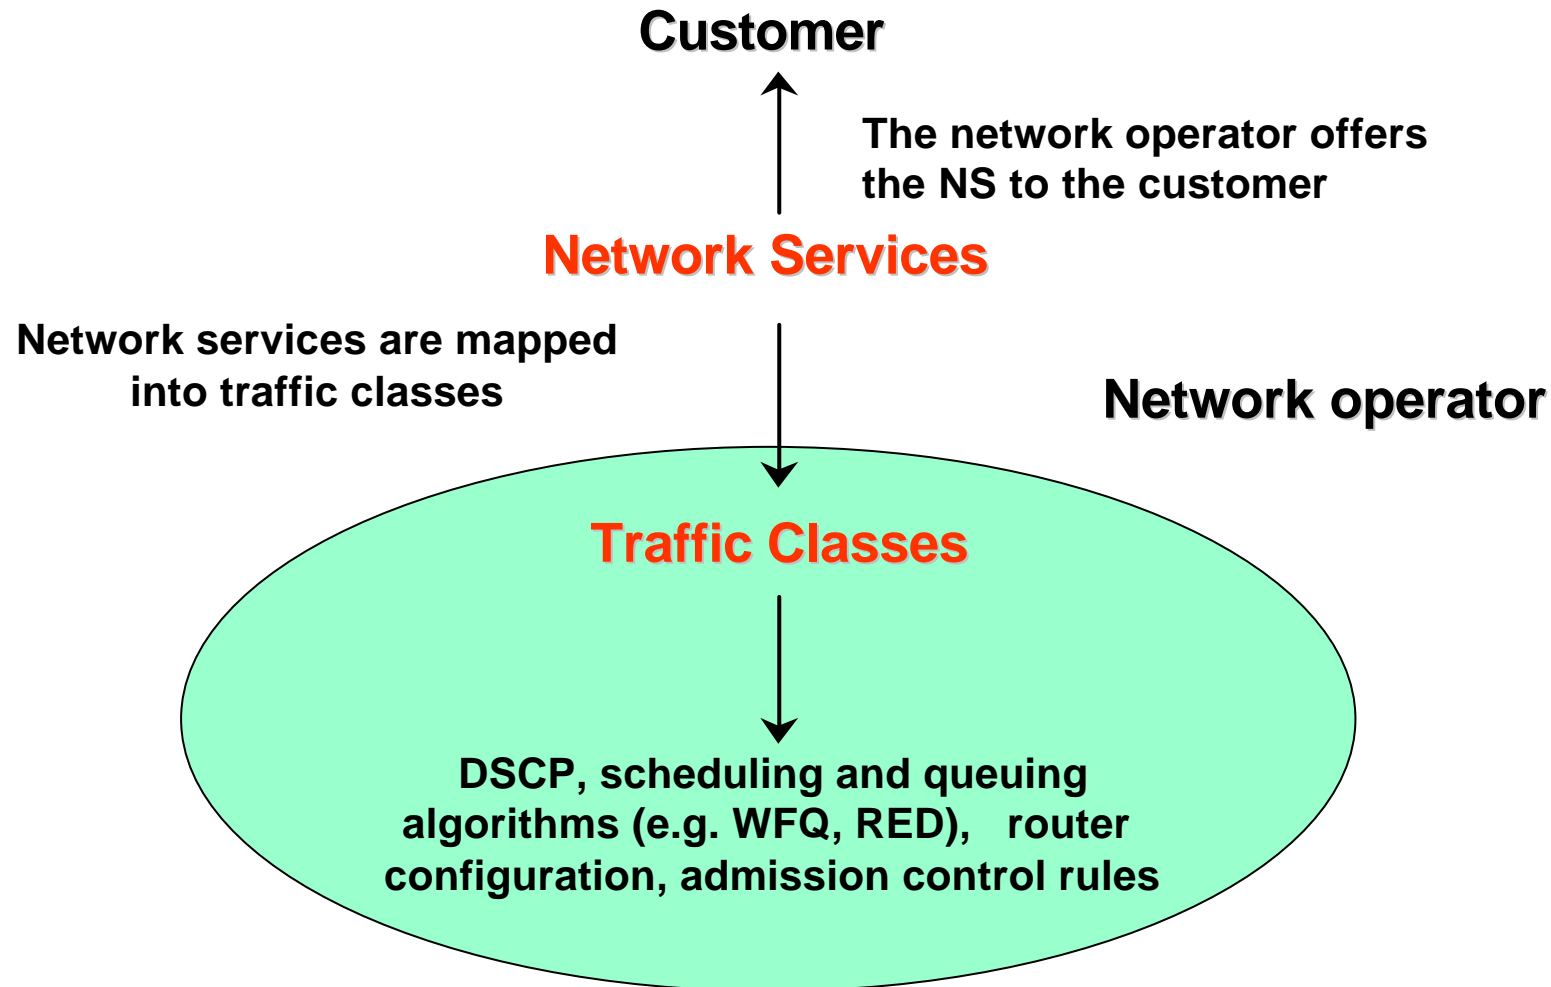 Customer
The network operator offers
the NS to the customer
Network Services
Network services are mapped
into traffic classes
Network operator
Traffic Classes
DSCP, scheduling and queuing
algorithms (e.g. WFQ, RED), router
configuration, admission control rules